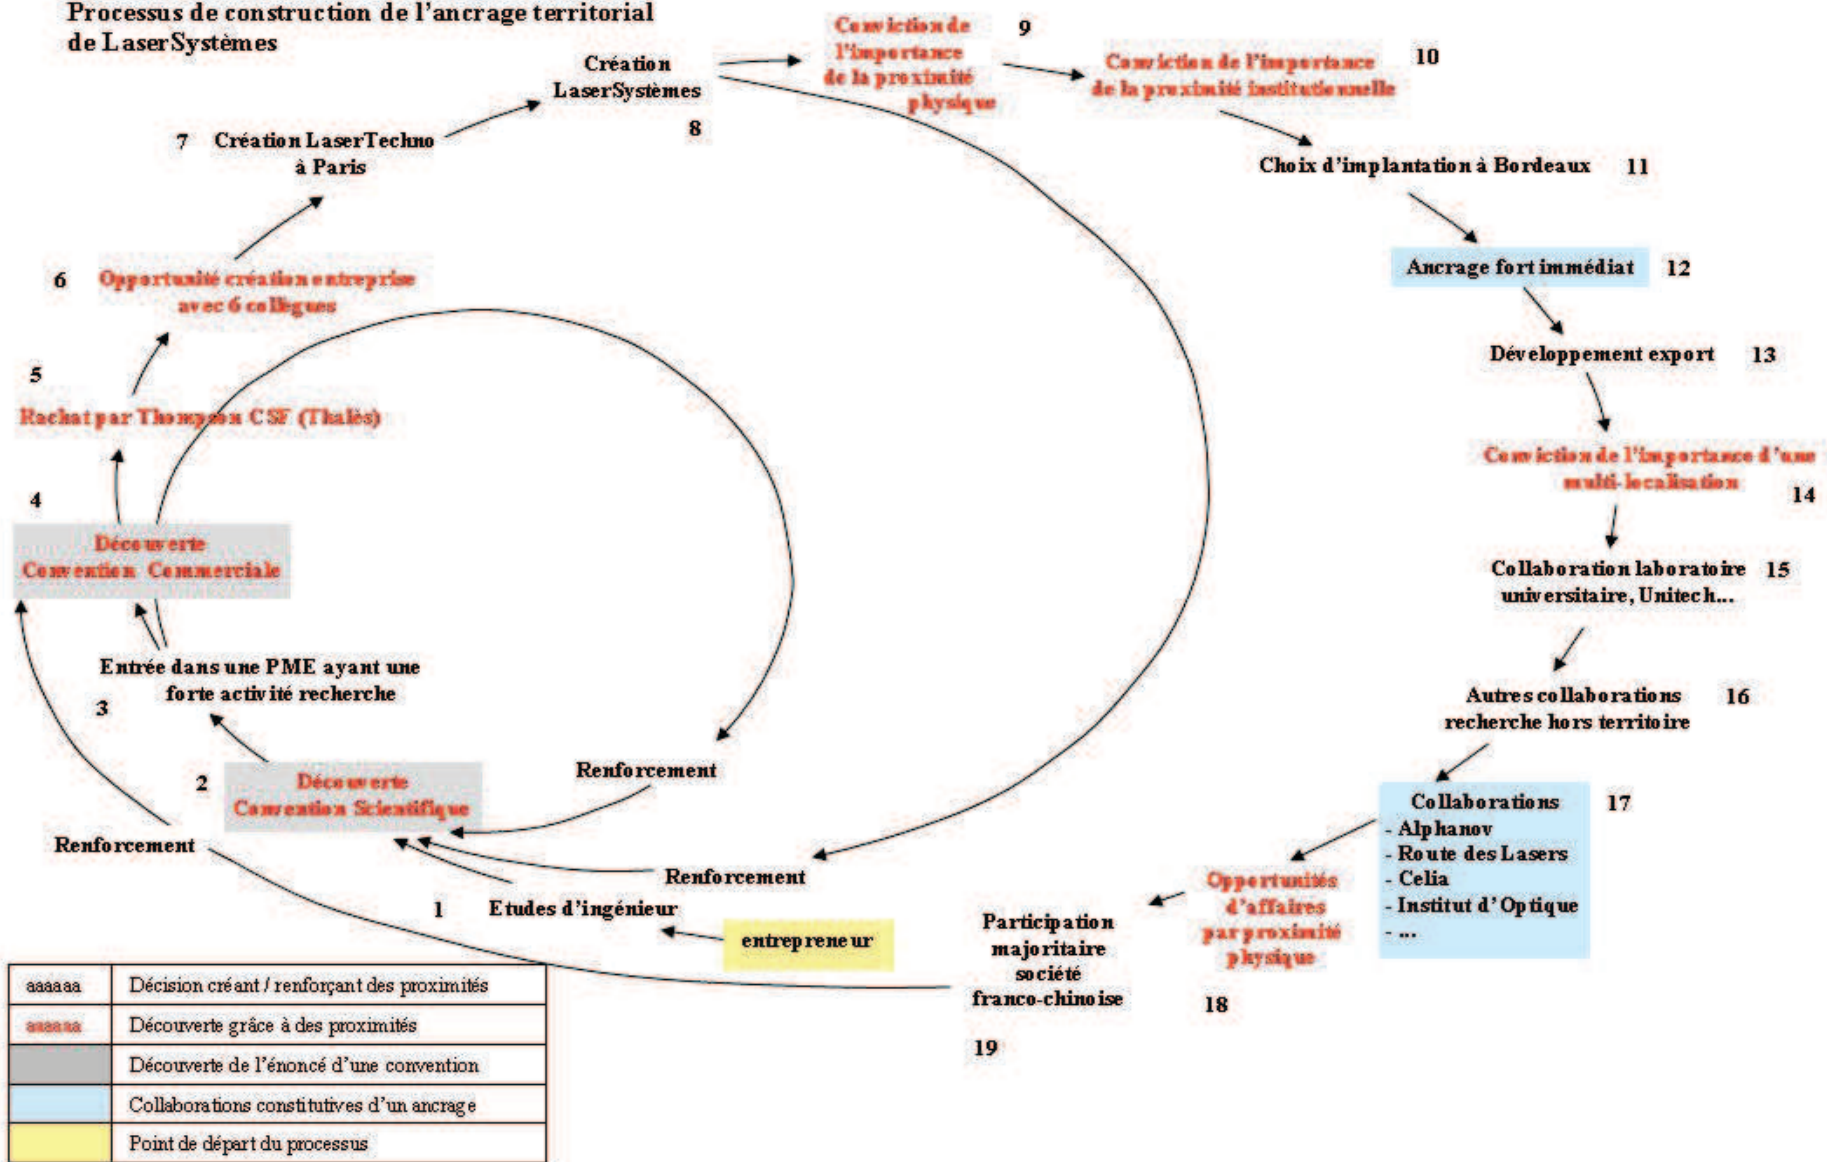 Processus de construction de l'ancrage territorial
de LaserSystèmes
entrepreneur
1
Etudes d'ingénieur
2
Découverte
Convention Scientifique
3
Entrée dans une PME ayant une
forte activité recherche
4
Découverte
Convention Commerciale
5
Rachat par Thompson CSF (Thalès)
6
Opportunité création entreprise
avec 6 collègues
7
Création LaserTechno
à Paris
Création
LaserSystèmes
8
Conviction de
l'importance
de la proximité
physique
9
Conviction de l'importance
de la proximité institutionnelle
10
Choix d'implantation à Bordeaux
11
Ancrage fort immédiat
12
Développement export
13
Conviction de l'importance d'une
multi-localisation
14
Collaboration laboratoire
universitaire, Unitech...
15
Autres collaborations
recherche hors territoire
16
Collaborations
- Alphanov
- Route des Lasers
- Celia
- Institut d'Optique
- ...
17
Opportunités
d'affaires
par proximité
physique
18
Participation
majoritaire
société
franco-chinoise
19
Renforcement
Renforcement
Renforcement
aaaaaa Décision créant / renforçant des proximités
aaaaaa Découverte grâce à des proximités
Découverte de l'énoncé d'une convention
Collaborations constitutives d'un ancrage
Point de départ du processus